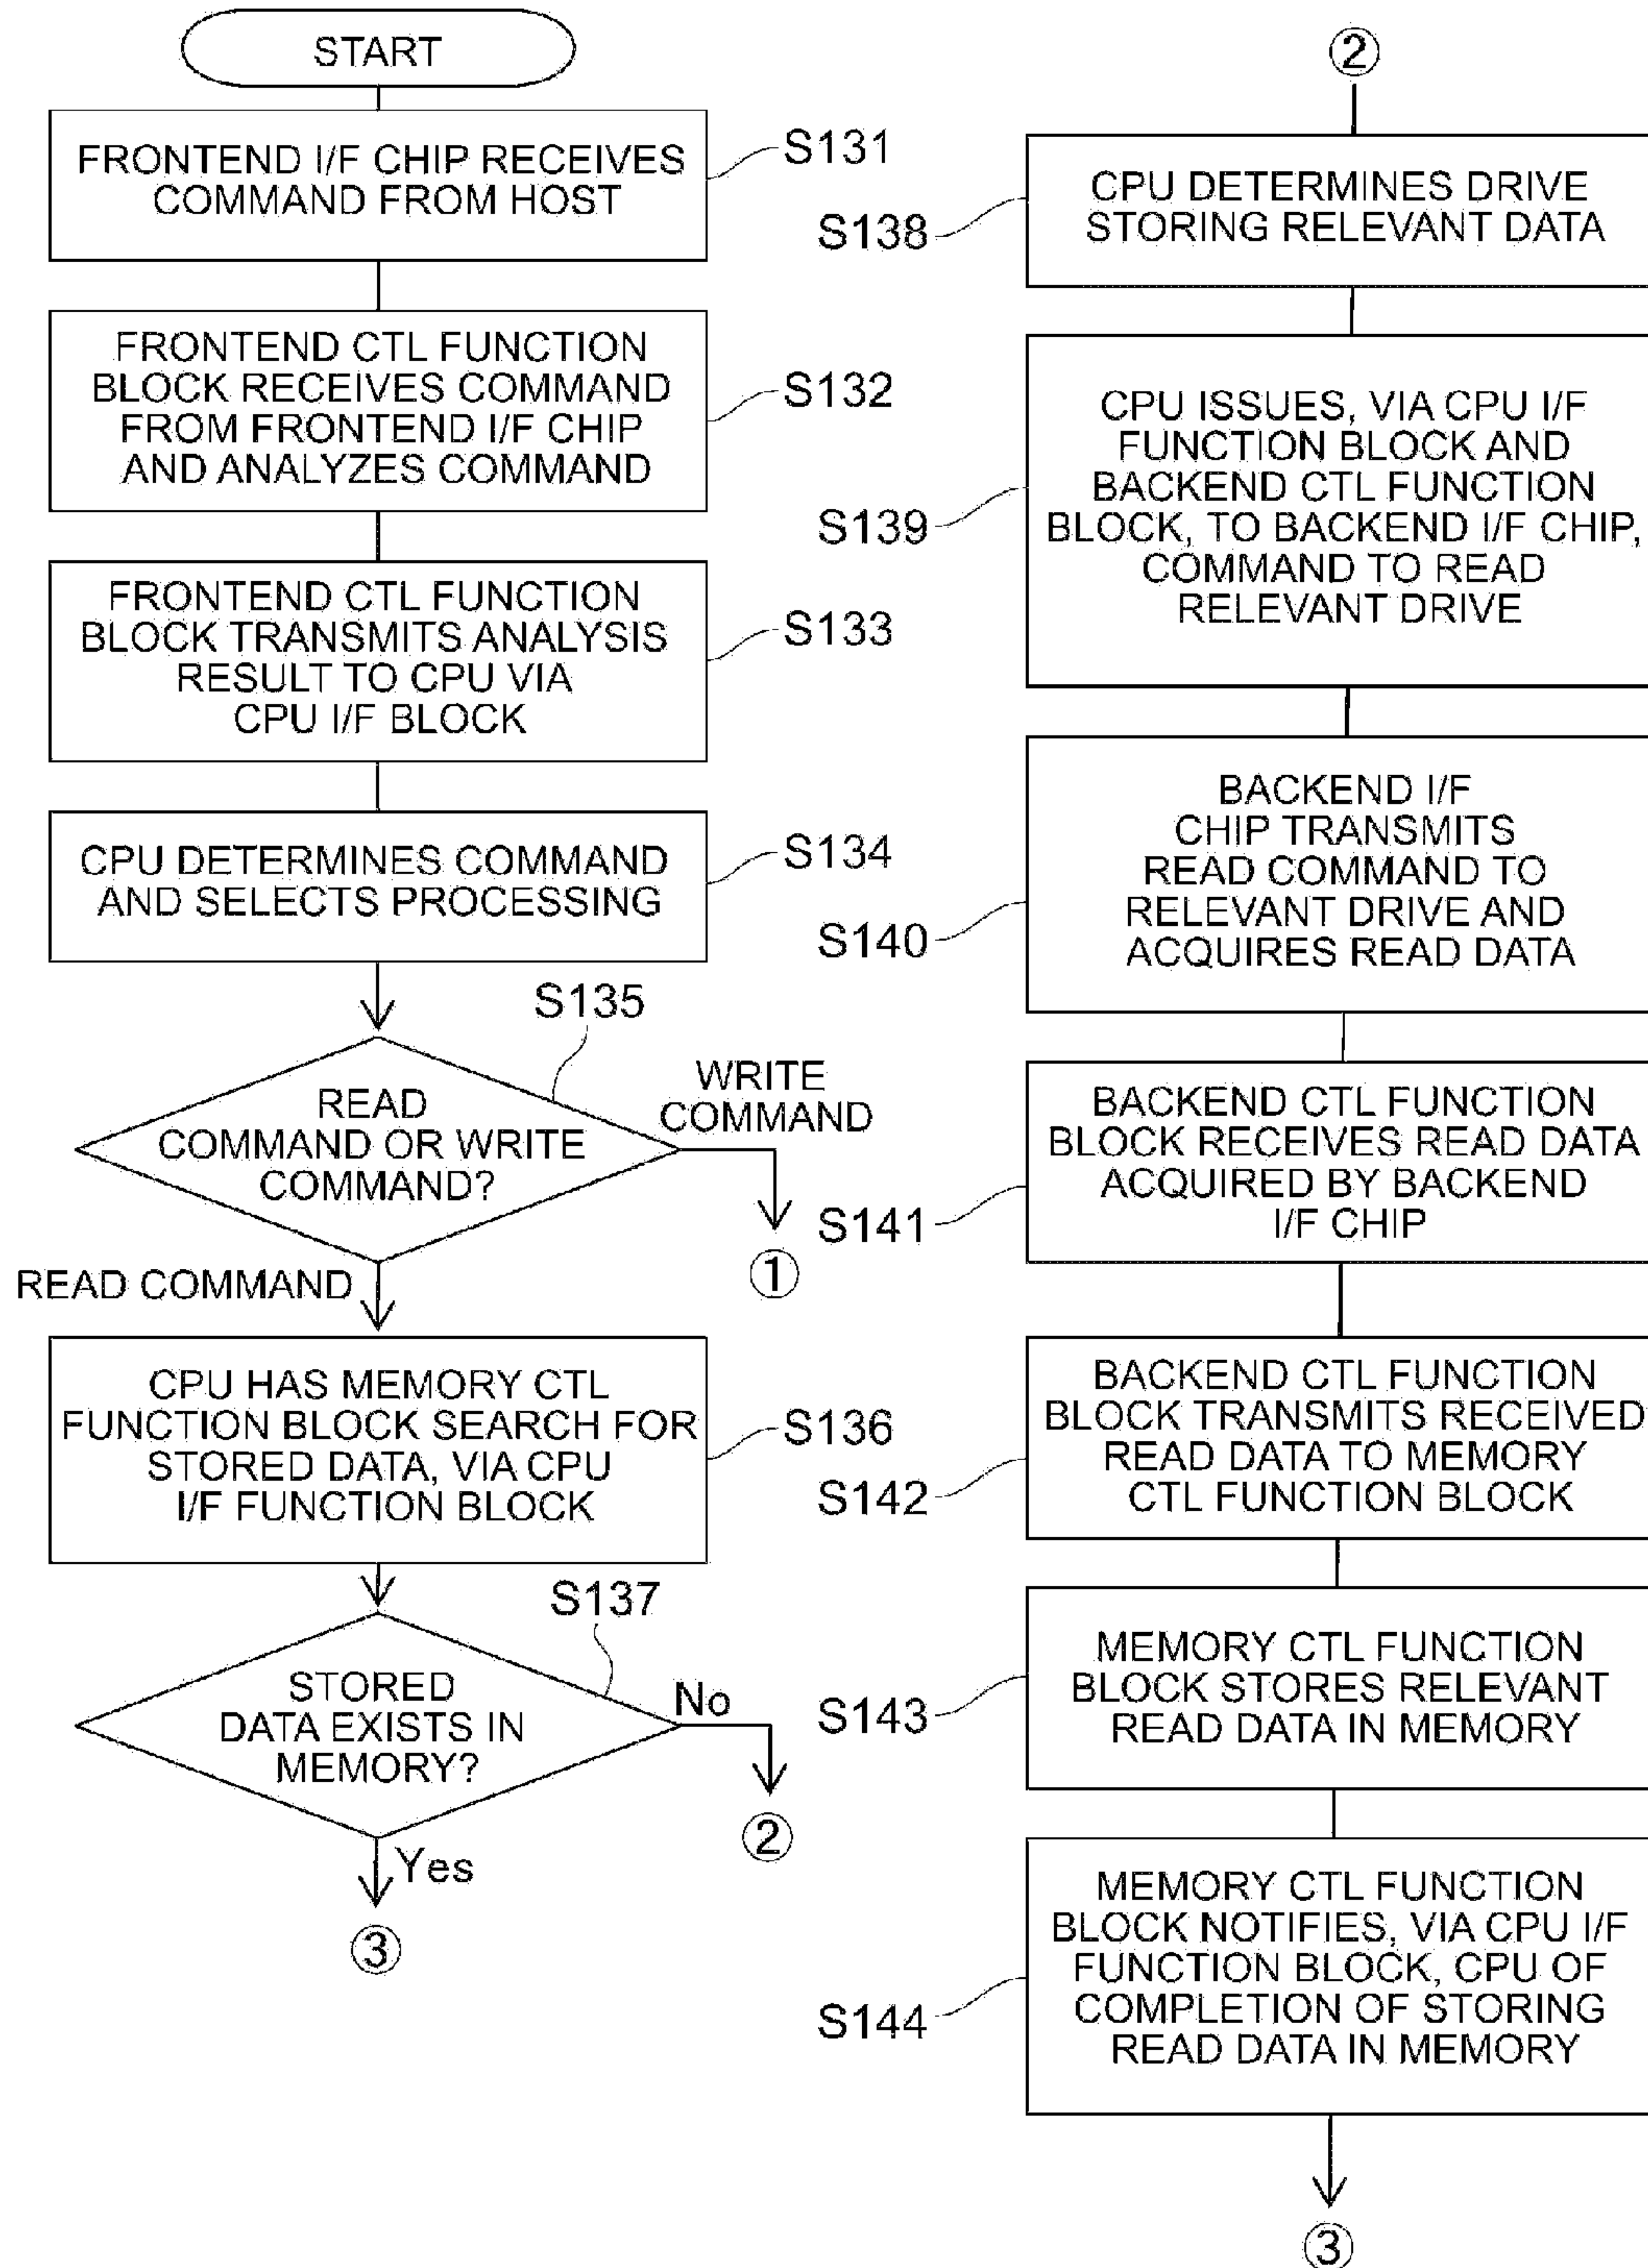 START
FRONTEND I/F CHIP RECEIVES
COMMAND FROM HOST
S131
FRONTEND CTL FUNCTION
BLOCK RECEIVES COMMAND
FROM FRONTEND I/F CHIP
AND ANALYZES COMMAND
S132
FRONTEND CTL FUNCTION
BLOCK TRANSMITS ANALYSIS
RESULT TO CPU VIA
CPU I/F BLOCK
S133
CPU DETERMINES COMMAND
AND SELECTS PROCESSING
S134
S135
READ
COMMAND OR WRITE
COMMAND?
WRITE
COMMAND
①
READ COMMAND
CPU HAS MEMORY CTL
FUNCTION BLOCK SEARCH FOR
STORED DATA, VIA CPU
I/F FUNCTION BLOCK
S136
S137
STORED
DATA EXISTS IN
MEMORY?
No
②
Yes
③
②
CPU DETERMINES DRIVE
STORING RELEVANT DATA
S138
CPU ISSUES, VIA CPU I/F
FUNCTION BLOCK AND
BACKEND CTL FUNCTION
BLOCK, TO BACKEND I/F CHIP,
COMMAND TO READ
RELEVANT DRIVE
S139
BACKEND I/F
CHIP TRANSMITS
READ COMMAND TO
RELEVANT DRIVE AND
ACQUIRES READ DATA
S140
BACKEND CTL FUNCTION
BLOCK RECEIVES READ DATA
ACQUIRED BY BACKEND
I/F CHIP
S141
BACKEND CTL FUNCTION
BLOCK TRANSMITS RECEIVED
READ DATA TO MEMORY
CTL FUNCTION BLOCK
S142
MEMORY CTL FUNCTION
BLOCK STORES RELEVANT
READ DATA IN MEMORY
S143
MEMORY CTL FUNCTION
BLOCK NOTIFIES, VIA CPU I/F
FUNCTION BLOCK, CPU OF
COMPLETION OF STORING
READ DATA IN MEMORY
S144
③